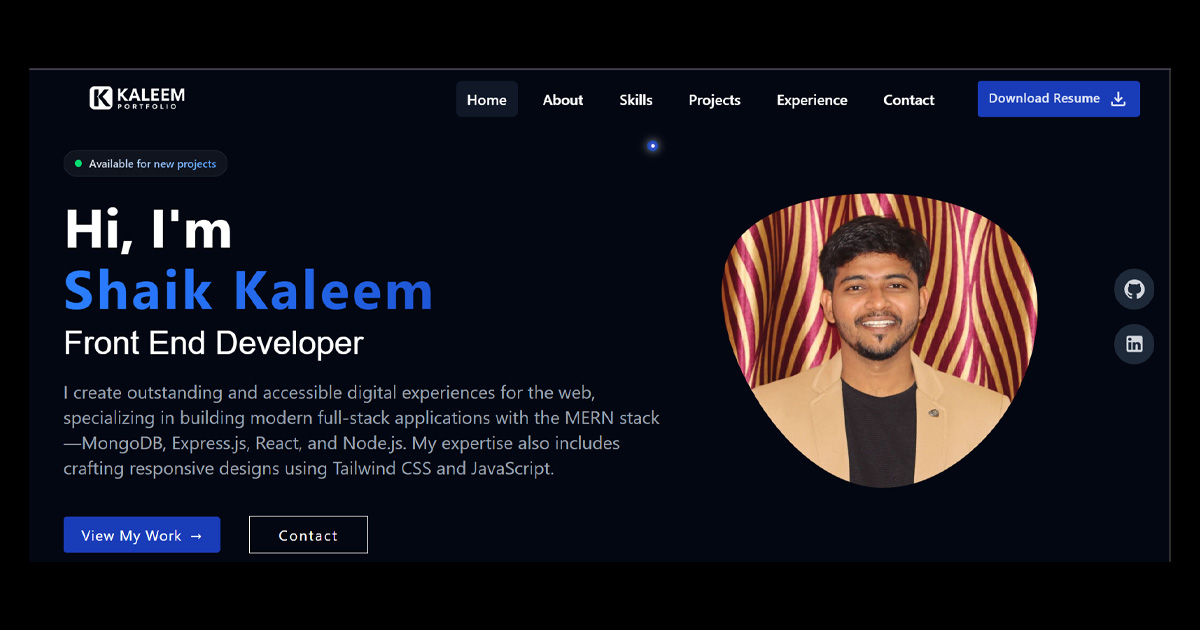 KALEEM
PORTFOLIO
Home
About
Skills
Projects
Experience
Contact
Download Resume
Available for new projects
Hi, I'm
Shaik Kaleem
Front End Developer
I create outstanding and accessible digital experiences for the web,
specializing in building modern full-stack applications with the MERN stack
—MongoDB, Express.js, React, and Node.js. My expertise also includes
crafting responsive designs using Tailwind CSS and JavaScript.
View My Work →
Contact